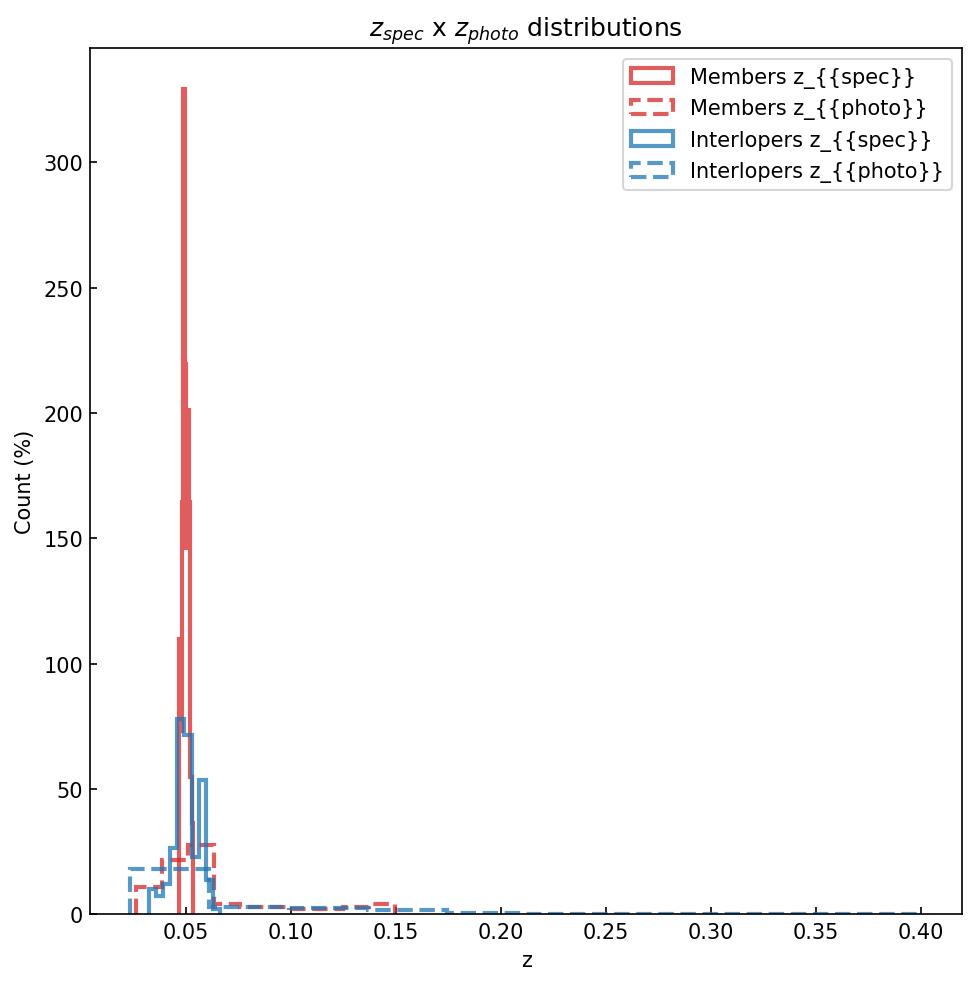 z_spec x z_photo distributions
Members z_{{spec}}
Members z_{{photo}}
Interlopers z_{{spec}}
Interlopers z_{{photo}}
Count (%)
300
250
200
150
100
50
0
0.05 0.10 0.15 0.20 0.25 0.30 0.35 0.40
z